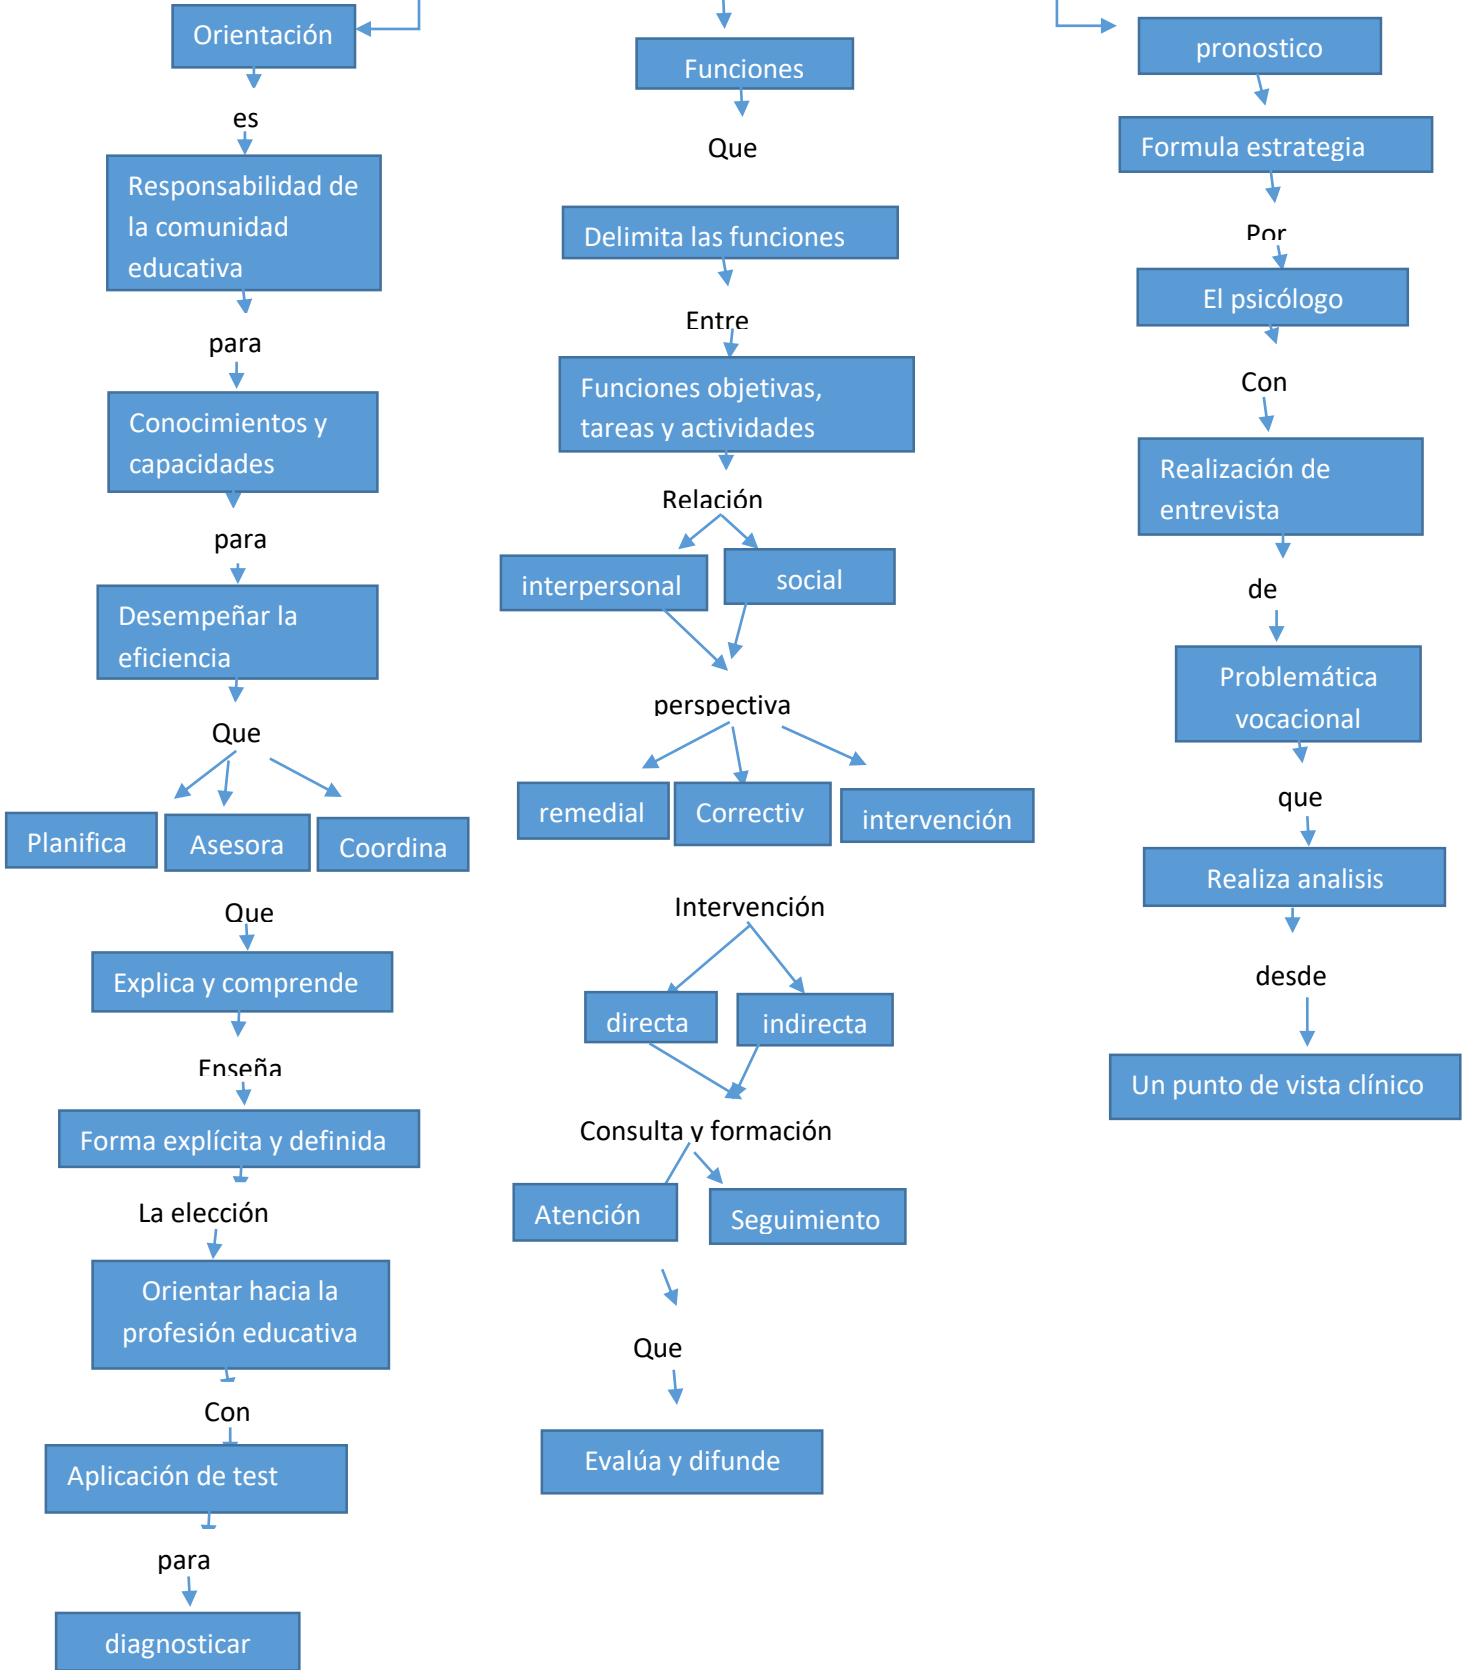 Orientación
es
Responsabilidad de
la comunidad
educativa
para
Conocimientos y
capacidades
para
Desempeñar la
eficiencia
Que
Planifica
Asesora
Coordina
Que
Explica y comprende
Enseña
Forma explícita y definida
La elección
Orientar hacia la
profesión educativa
Con
Aplicación de test
para
diagnosticar
Funciones
Que
Delimita las funciones
Entre
Funciones objetivas,
tareas y actividades
Relación
interpersonal
social
perspectiva
remedial
Correctiv
intervención
Intervención
directa
indirecta
Consulta y formación
Atención
Seguimiento
Que
Evalúa y difunde
pronostico
Formula estrategia
Por
El psicólogo
Con
Realización de
entrevista
de
Problemática
vocacional
que
Realiza analisis
desde
Un punto de vista clínico